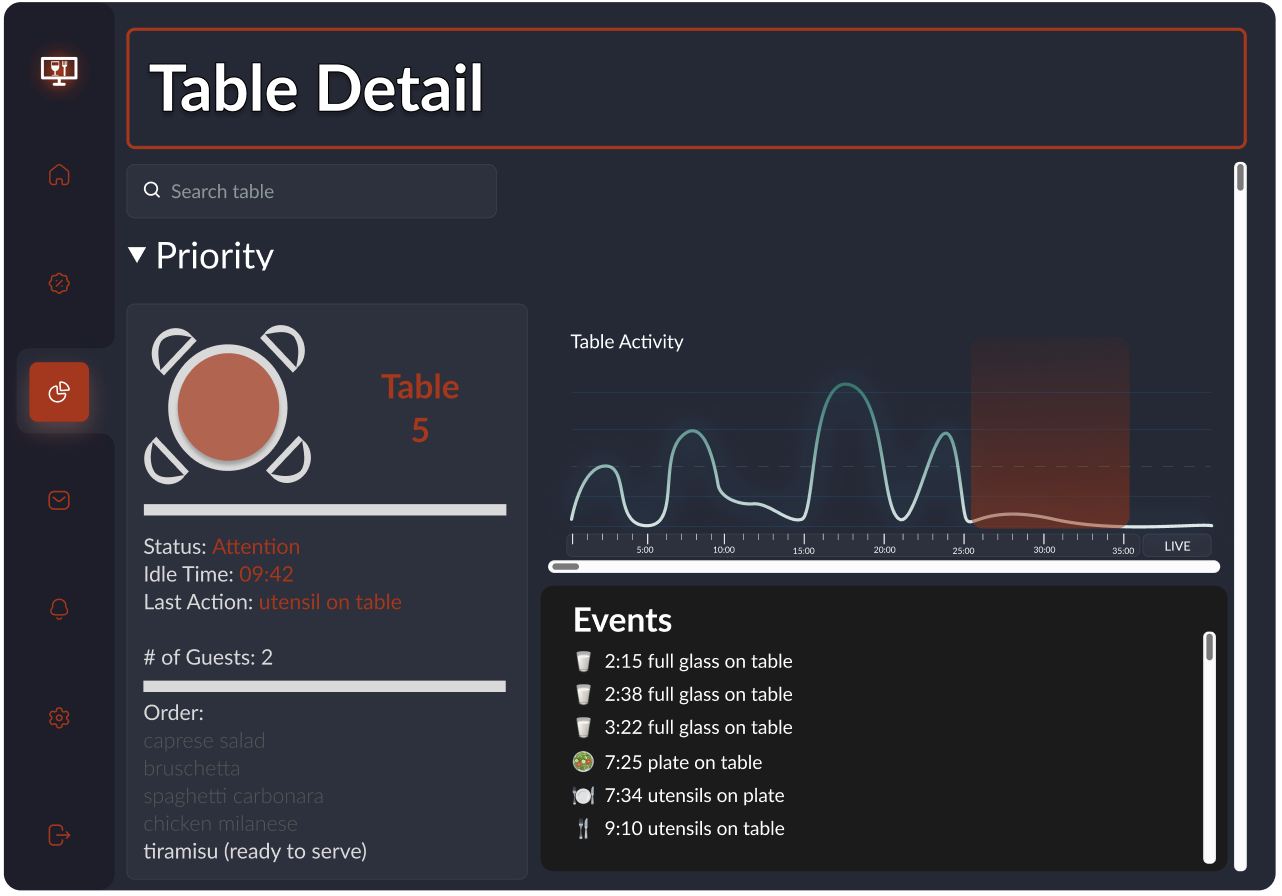 Table Detail
Search table
Priority
Table
5
Status: Attention
Idle Time: 09:42
Last Action: utensil on table
# of Guests: 2
Order:
caprese salad
bruschetta
spaghetti carbonara
chicken milanese
tiramisu (ready to serve)
Table Activity
5:00 10:00 15:00 20:00 25:00 30:00 35:00 LIVE
Events
2:15 full glass on table
2:38 full glass on table
3:22 full glass on table
7:25 plate on table
7:34 utensils on plate
9:10 utensils on table